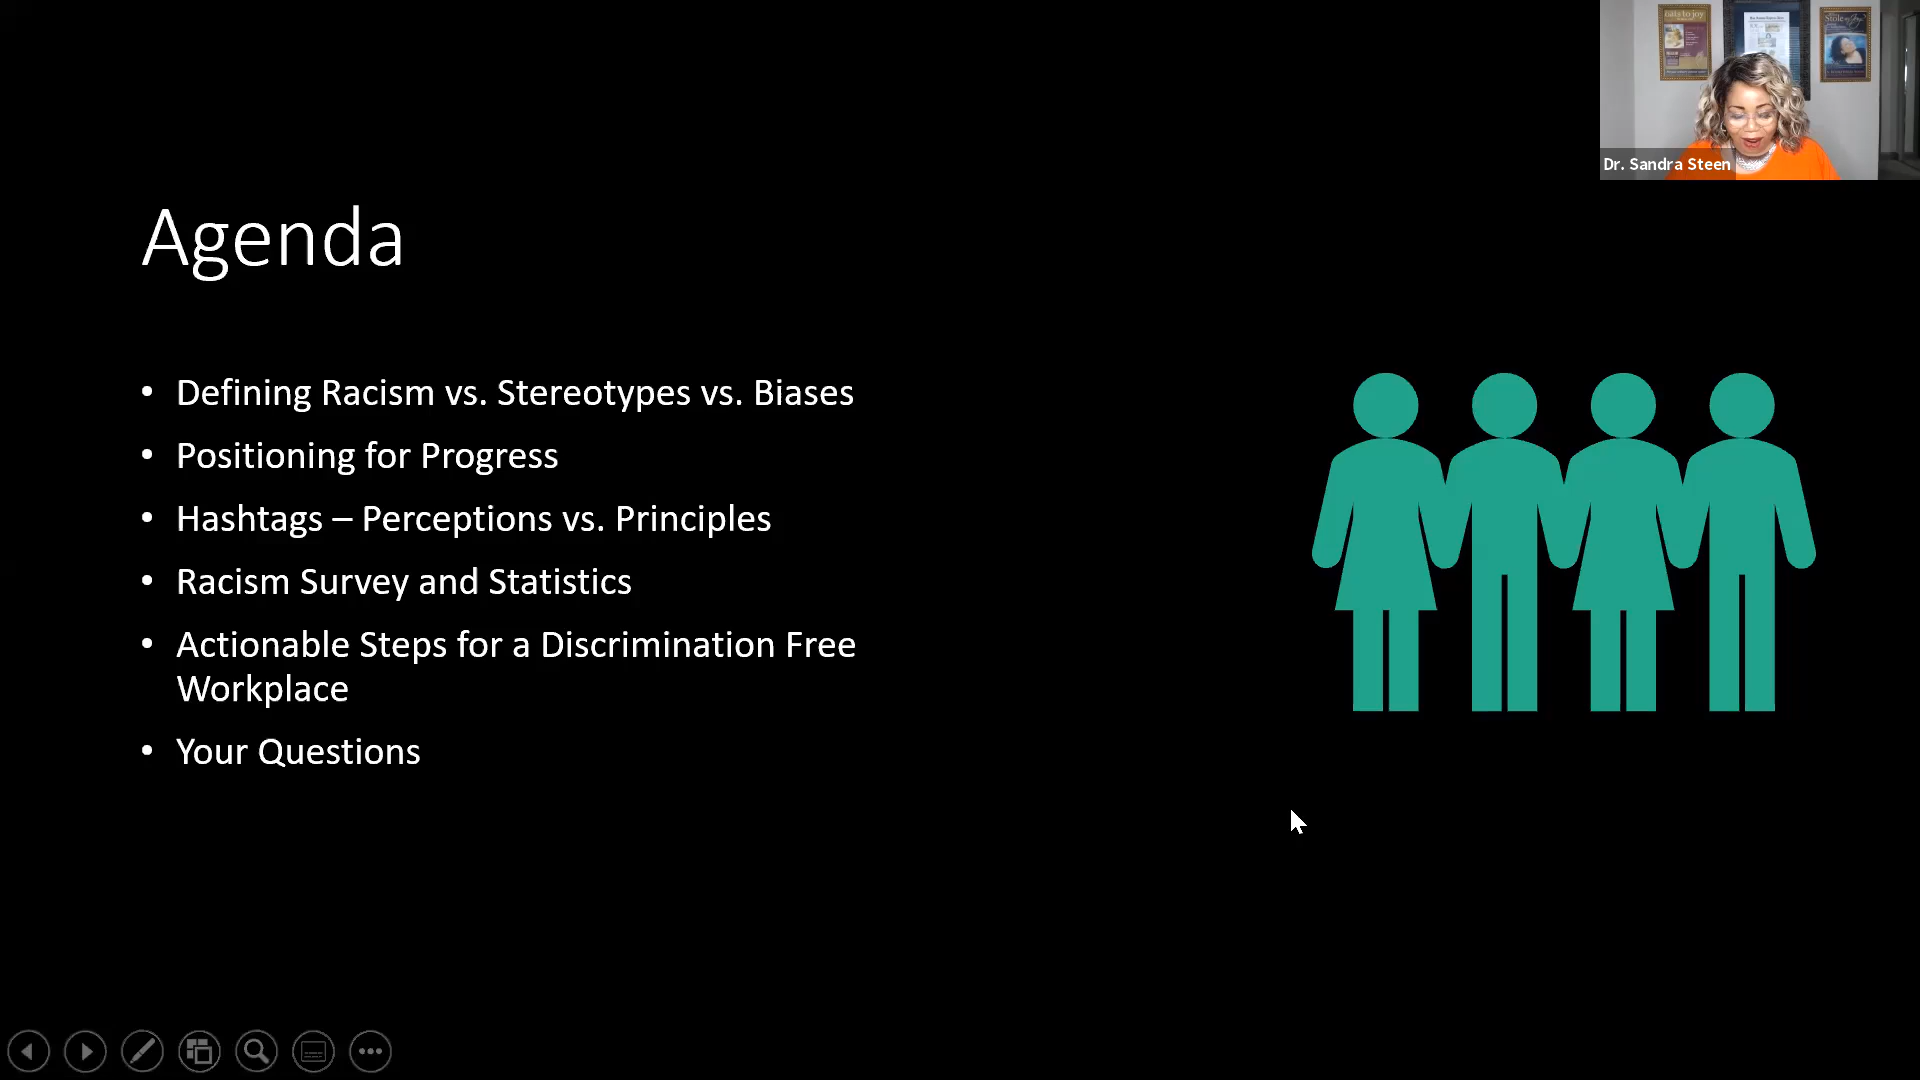 Dr. Sandra Steen
Agenda
• Defining Racism vs. Stereotypes vs. Biases
• Positioning for Progress
• Hashtags – Perceptions vs. Principles
• Racism Survey and Statistics
• Actionable Steps for a Discrimination Free
Workplace
• Your Questions